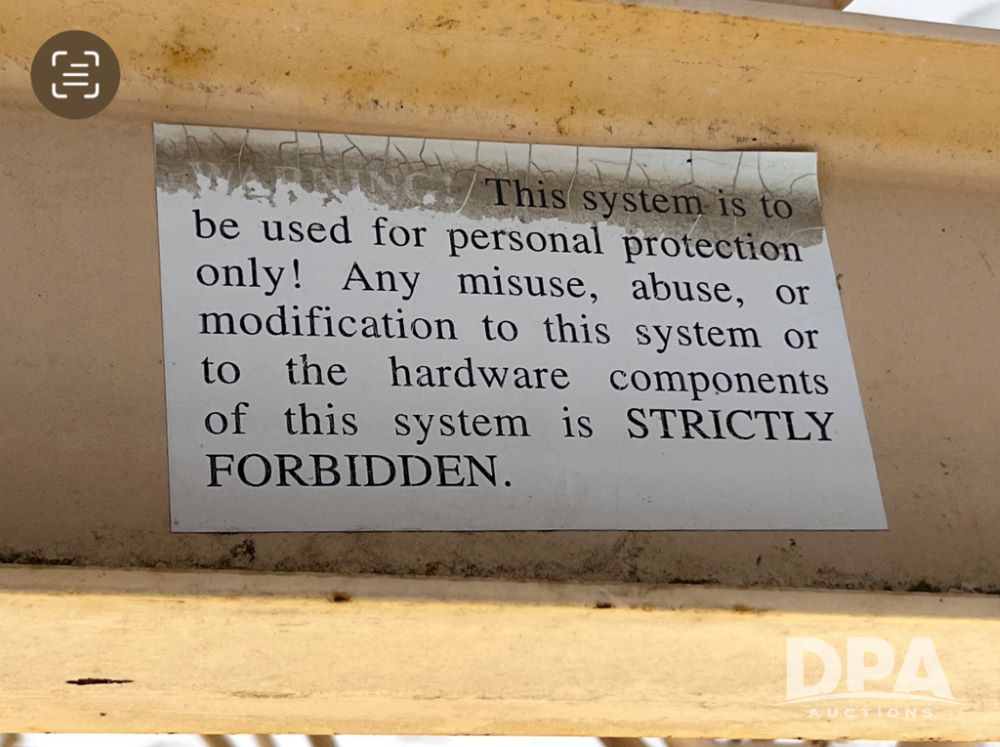 WARNING! This system is to
be used for personal protection
only! Any misuse, abuse, or
modification to this system or
to the hardware components
of this system is STRICTLY
FORBIDDEN.
DPA
AUCTIONS